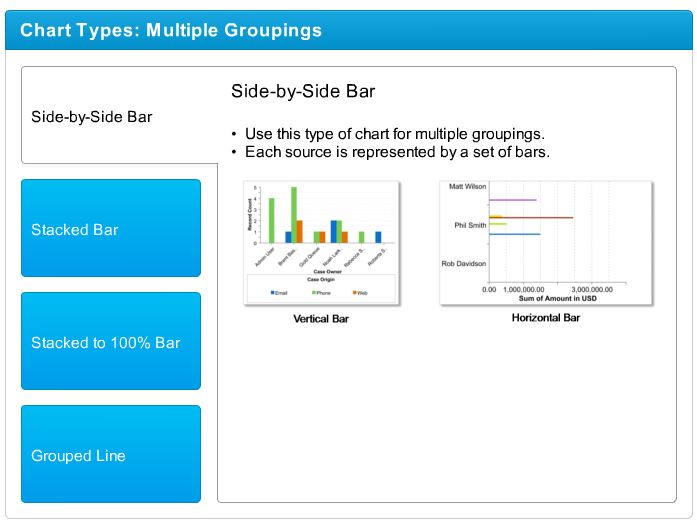 Chart Types: Multiple Groupings
Side-by-Side Bar
Stacked Bar
Stacked to 100% Bar
Grouped Line
Side-by-Side Bar
• Use this type of chart for multiple groupings.
• Each source is represented by a set of bars.
Record Count
5
4
3
2
1
0
Admin User
Brent Bas...
Gold Queue
Noah Lark...
Rebecca S...
Roberta S...
Case Owner
Case Origin
Email Phone Web
Vertical Bar
Matt Wilson
Phil Smith
Rob Davidson
0.00 1,000,000.00 3,000,000.00
Sum of Amount in USD
Horizontal Bar